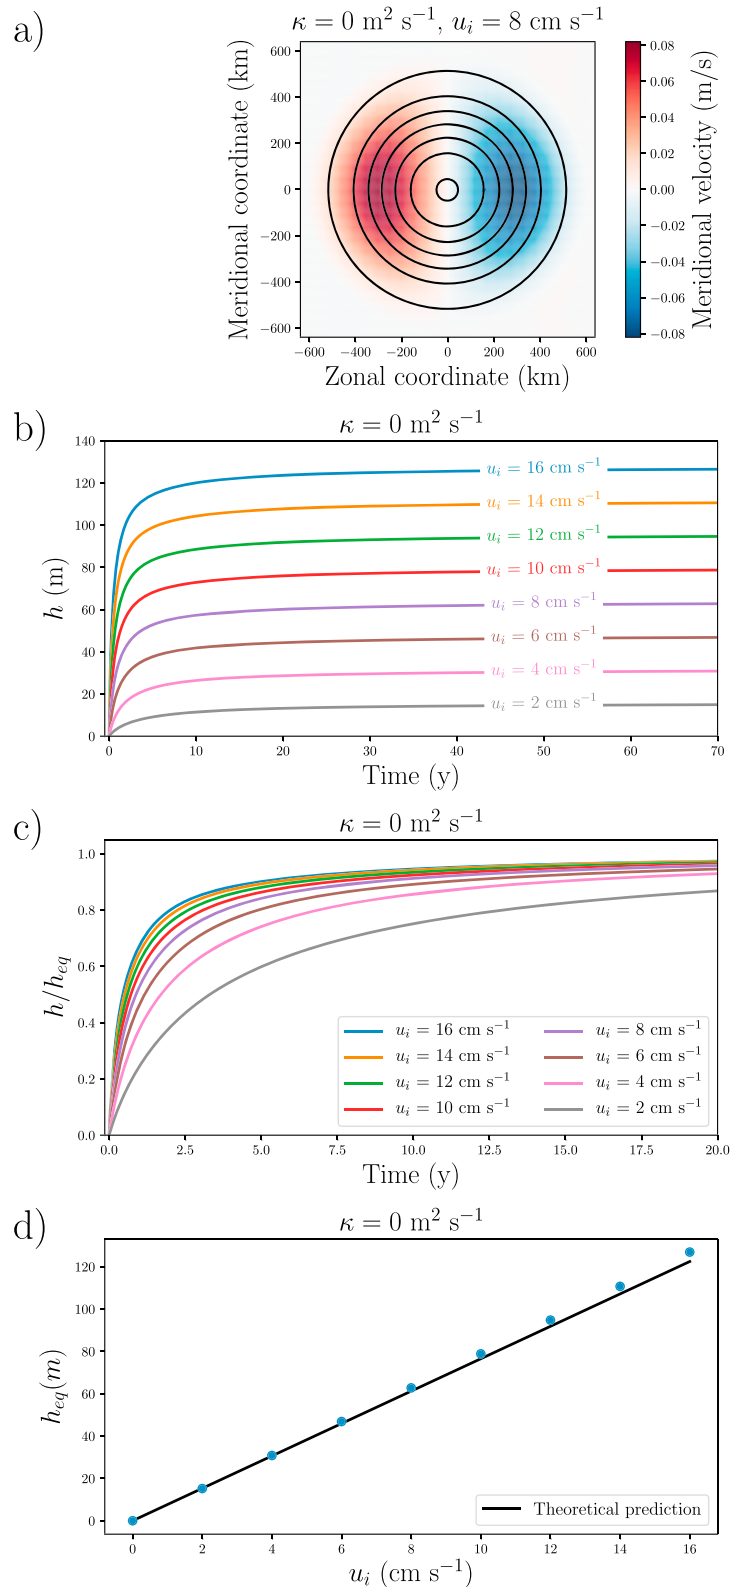 a)
κ = 0 m² s⁻¹, uᵢ = 8 cm s⁻¹
Meridional coordinate (km)
600
400
200
0
−200
−400
−600
−600 −400 −200 0 200 400 600
Zonal coordinate (km)
0.08
0.06
0.04
0.02
0.00
−0.02
−0.04
−0.06
−0.08
Meridional velocity (m/s)
b)
κ = 0 m² s⁻¹
h (m)
140
120
100
80
60
40
20
0
uᵢ = 16 cm s⁻¹
uᵢ = 14 cm s⁻¹
uᵢ = 12 cm s⁻¹
uᵢ = 10 cm s⁻¹
uᵢ = 8 cm s⁻¹
uᵢ = 6 cm s⁻¹
uᵢ = 4 cm s⁻¹
uᵢ = 2 cm s⁻¹
0 10 20 30 40 50 60 70
Time (y)
c)
κ = 0 m² s⁻¹
h/h_{eq}
1.0
0.8
0.6
0.4
0.2
0.0
uᵢ = 16 cm s⁻¹ uᵢ = 8 cm s⁻¹
uᵢ = 14 cm s⁻¹ uᵢ = 6 cm s⁻¹
uᵢ = 12 cm s⁻¹ uᵢ = 4 cm s⁻¹
uᵢ = 10 cm s⁻¹ uᵢ = 2 cm s⁻¹
0.0 2.5 5.0 7.5 10.0 12.5 15.0 17.5 20.0
Time (y)
d)
κ = 0 m² s⁻¹
h_{eq}(m)
120
100
80
60
40
20
0
Theoretical prediction
0 2 4 6 8 10 12 14 16
uᵢ (cm s⁻¹)